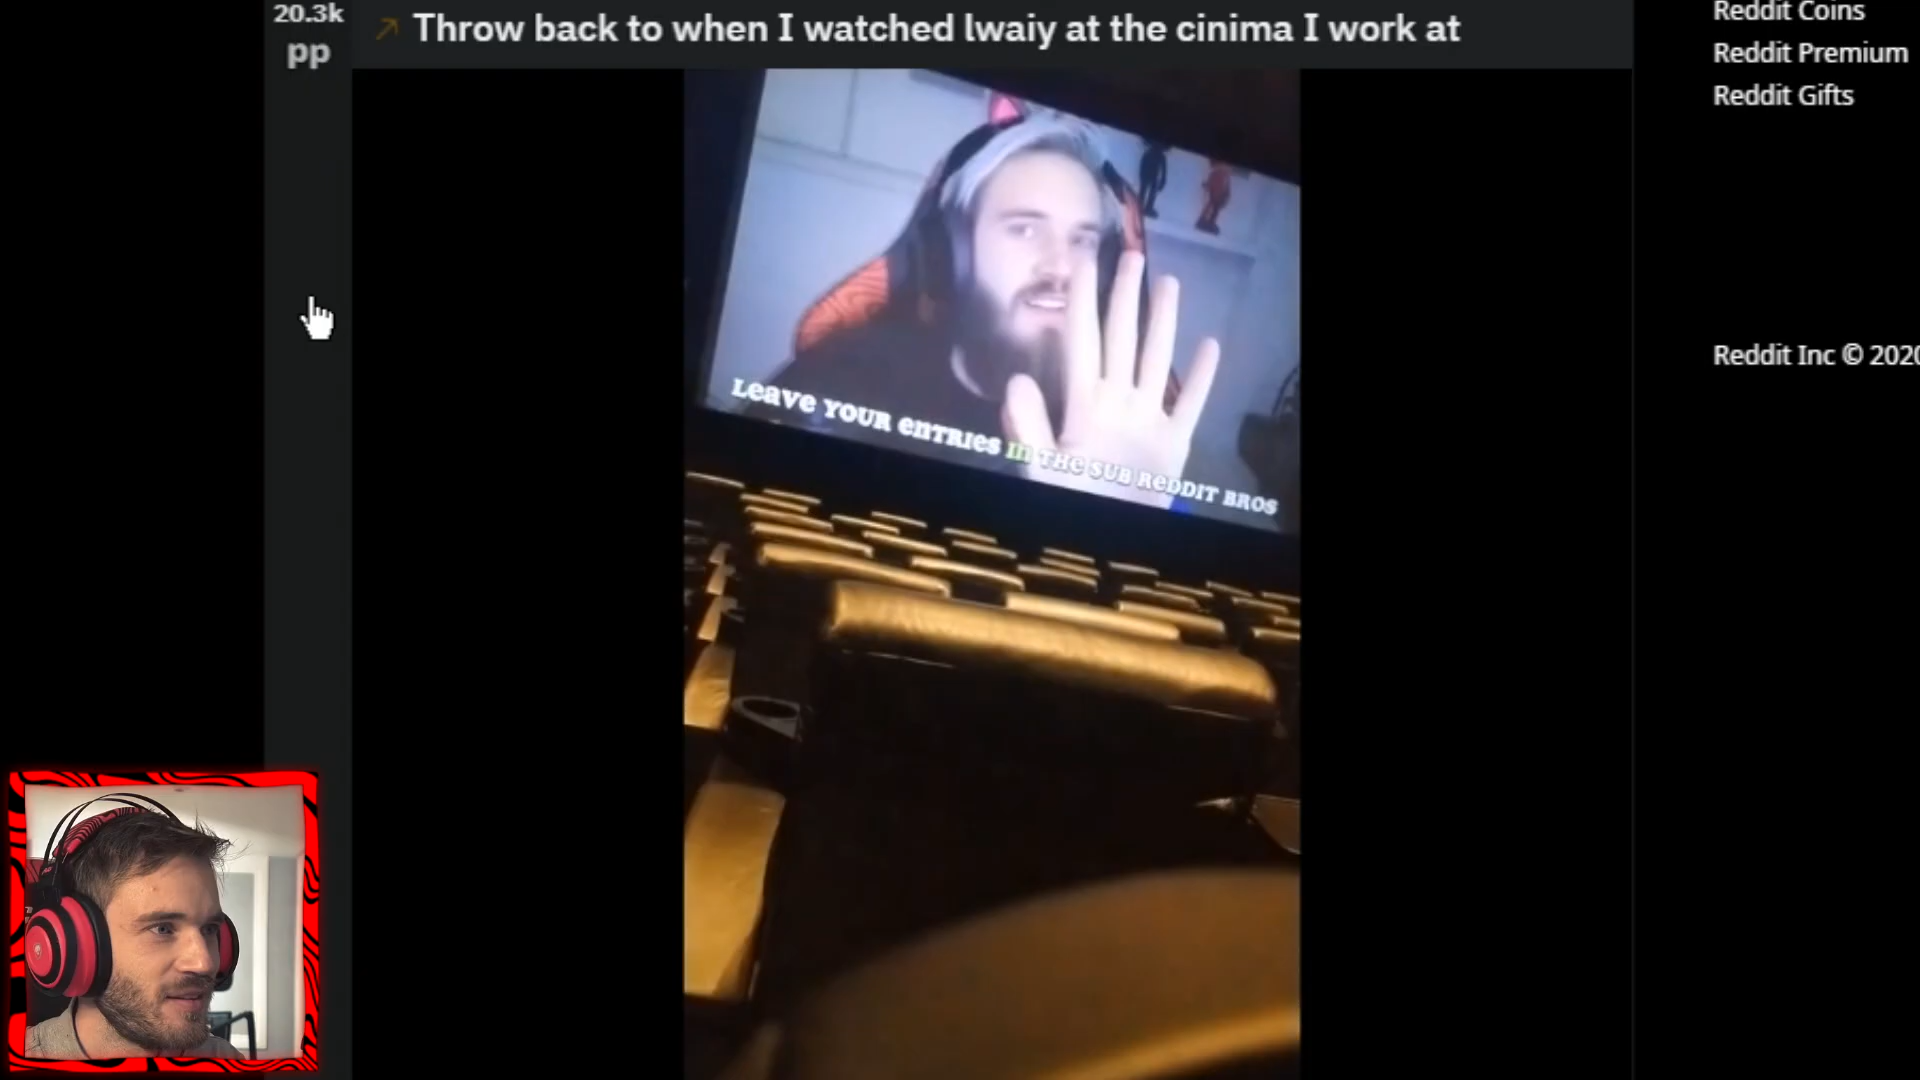 20.3k
pp
Throw back to when I watched lwaiy at the cinima I work at
Reddit Coins
Reddit Premium
Reddit Gifts
Reddit Inc © 2020
Leave YOUR enTRIes In THe SUB ReDDIT BROS